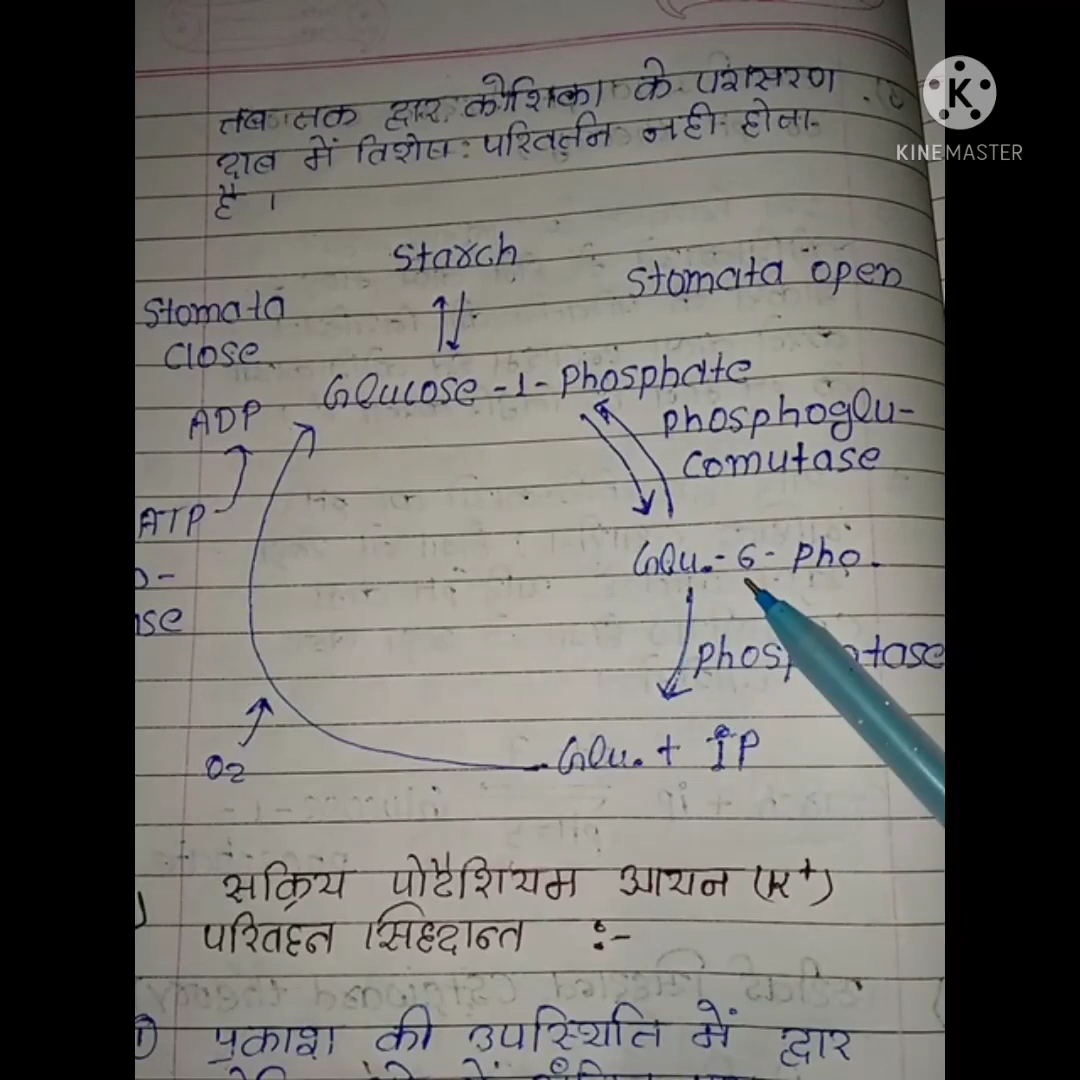 तब तक द्वार कोशिका के परासरण
दाब में विशेष परिवर्तन नही होता
है ।
Starch
Stomata open
Stomata
close
Glucose-1-Phosphate
ADP
phosphoglu-
comutase
ATP
Glu.-6-Pho.
se
Glu. + iP
O2
सक्रिय पोटैशियम आयन (K+)
परिवहन सिद्धान्त :-
प्रकाश की उपस्थिति में द्वार
KINEMASTER